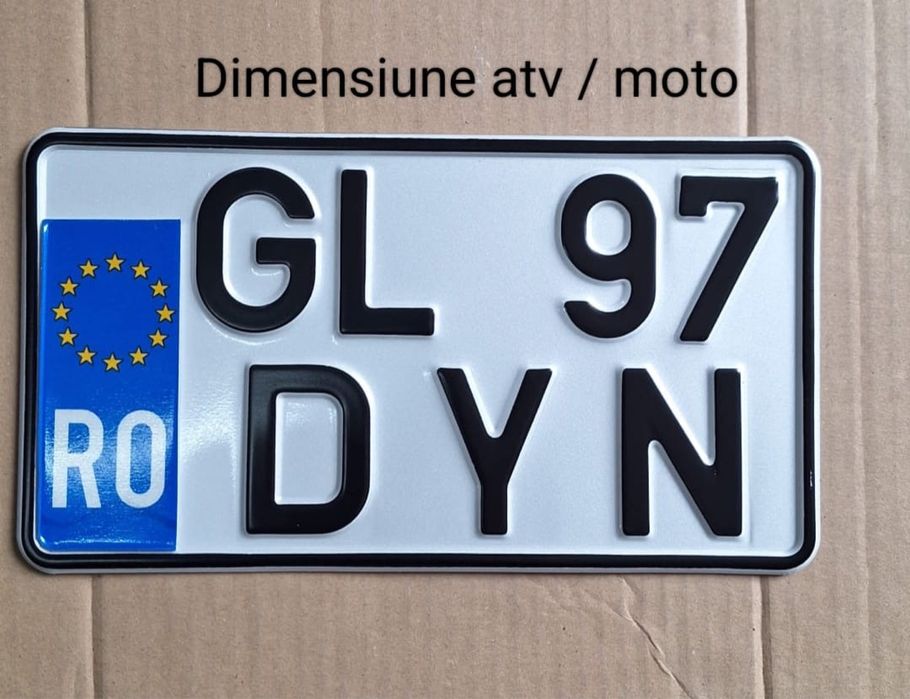 Dimensiune atv / moto
GL 97
RO
DYN